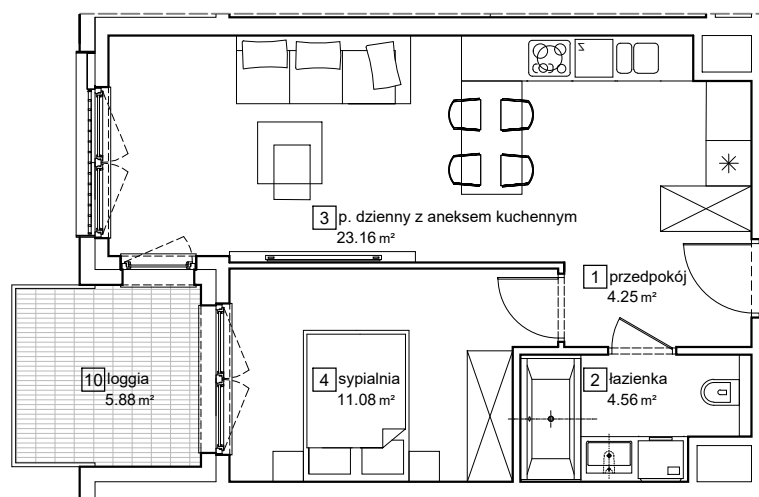 3 p. dzienny z aneksem kuchennym
23.16 m²
1 przedpokój
4.25 m²
10 loggia
5.88 m²
4 sypialnia
11.08 m²
2 łazienka
4.56 m²